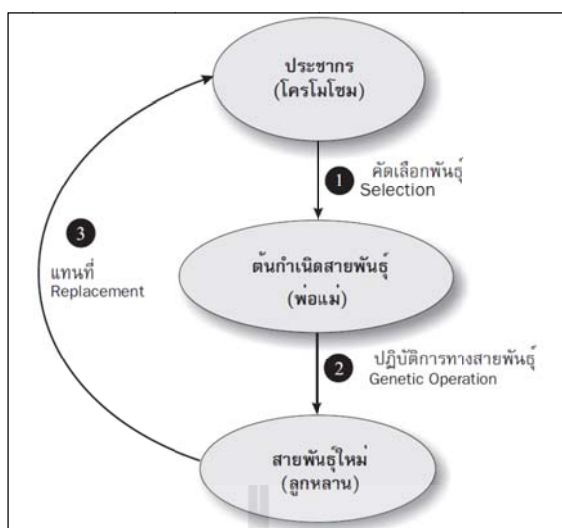 ประชากร
(โครโมโซม)
1
คัดเลือกพันธุ์
Selection
3
แทนที่
Replacement
ต้นกำเนิดสายพันธุ์
(พ่อแม่)
2
ปฏิบัติการทางสายพันธุ์
Genetic Operation
สายพันธุ์ใหม่
(ลูกหลาน)